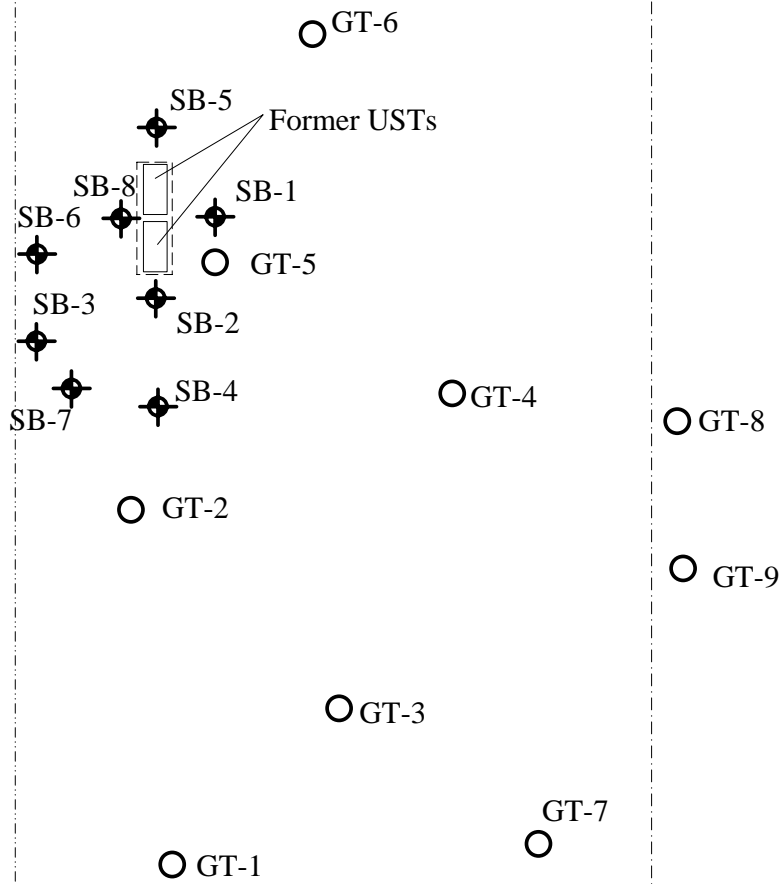 GT-6
SB-5
Former USTs
SB-8
SB-1
SB-6
GT-5
SB-3
SB-2
SB-4
GT-4
SB-7
GT-8
GT-2
GT-9
GT-3
GT-7
GT-1